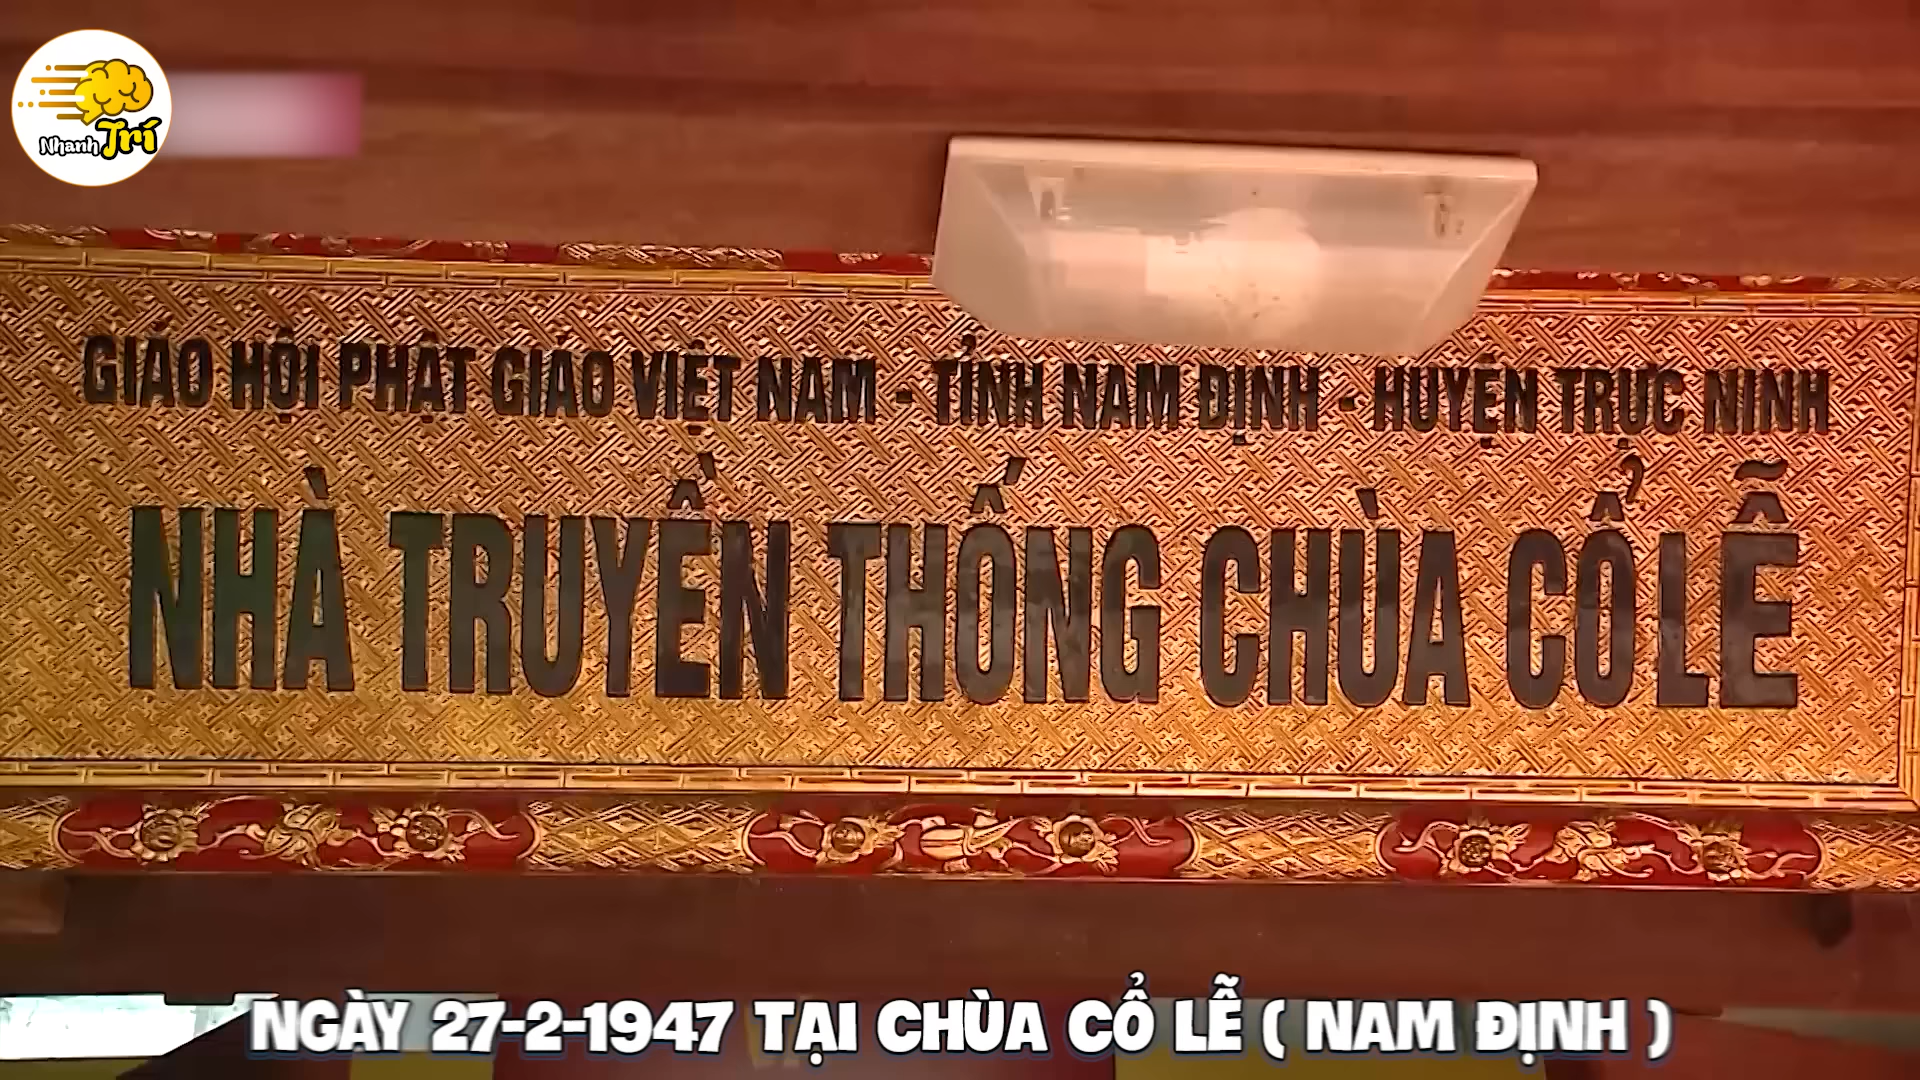 Nhanh
Trí
GIÁO HỘI PHẬT GIÁO VIỆT NAM - TỈNH NAM ĐỊNH - HUYỆN TRỰC NINH
NHÀ TRUYỀN THỐNG CHÙA CỔ LỄ
NGÀY 27-2-1947 TẠI CHÙA CỔ LỄ ( NAM ĐỊNH )